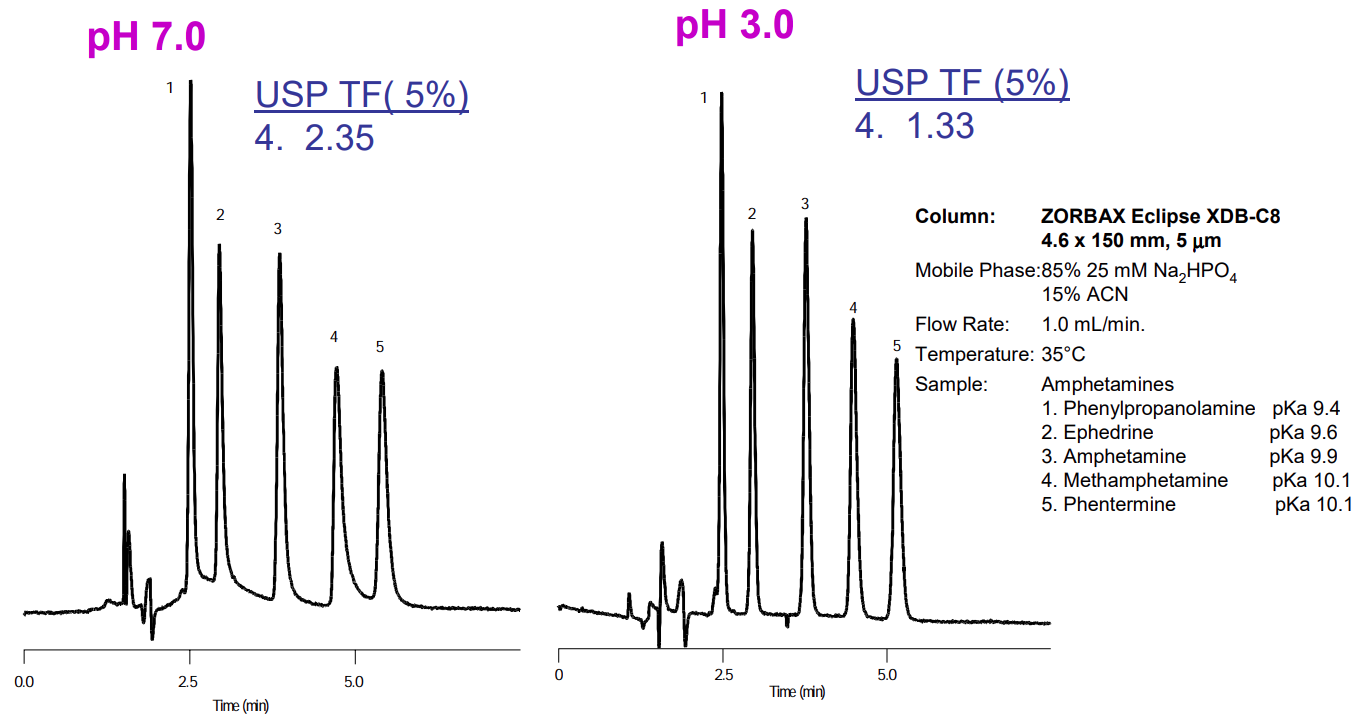 pH 7.0
USP TF( 5%)
4. 2.35
1
2
3
4
5
0.0
2.5
5.0
Time (min)
pH 3.0
USP TF (5%)
4. 1.33
1
2
3
4
5
0
2.5
5.0
Time (min)
Column: ZORBAX Eclipse XDB-C8
4.6 x 150 mm, 5 μm
Mobile Phase:85% 25 mM Na₂HPO₄
15% ACN
Flow Rate: 1.0 mL/min.
Temperature: 35°C
Sample: Amphetamines
1. Phenylpropanolamine pKa 9.4
2. Ephedrine pKa 9.6
3. Amphetamine pKa 9.9
4. Methamphetamine pKa 10.1
5. Phentermine pKa 10.1